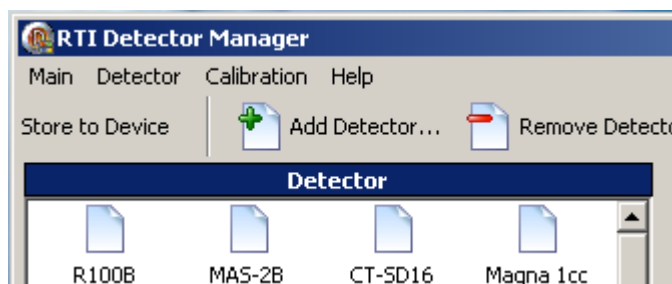 RTI Detector Manager
Main Detector Calibration Help
Store to Device Add Detector... Remove
Detector
R100B MAS-2B CT-SD16 Magna 1cc